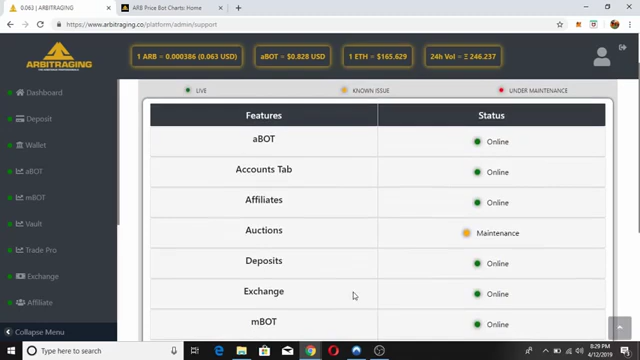 0.063 | Arbitraging
ARB Price Bot Charts: Home
https://www.arbitraging.co/platform/admin/support
ARBITRAGING
1 ARB = 0.000386 (0.063 USD)
aBOT = $0.828 USD
1 ETH = $165.629
24h Vol = Ξ 246.237
LIVE
KNOWN ISSUE
UNDER MAINTENANCE
Dashboard
Deposit
Wallet
aBOT
mBOT
Vault
Trade Pro
Exchange
Affiliate
Collapse Menu
Features Status
aBOT Online
Accounts Tab Online
Affiliates Online
Auctions Maintenance
Deposits Online
Exchange Online
mBOT Online
Type here to search
8:29 PM
4/12/2019